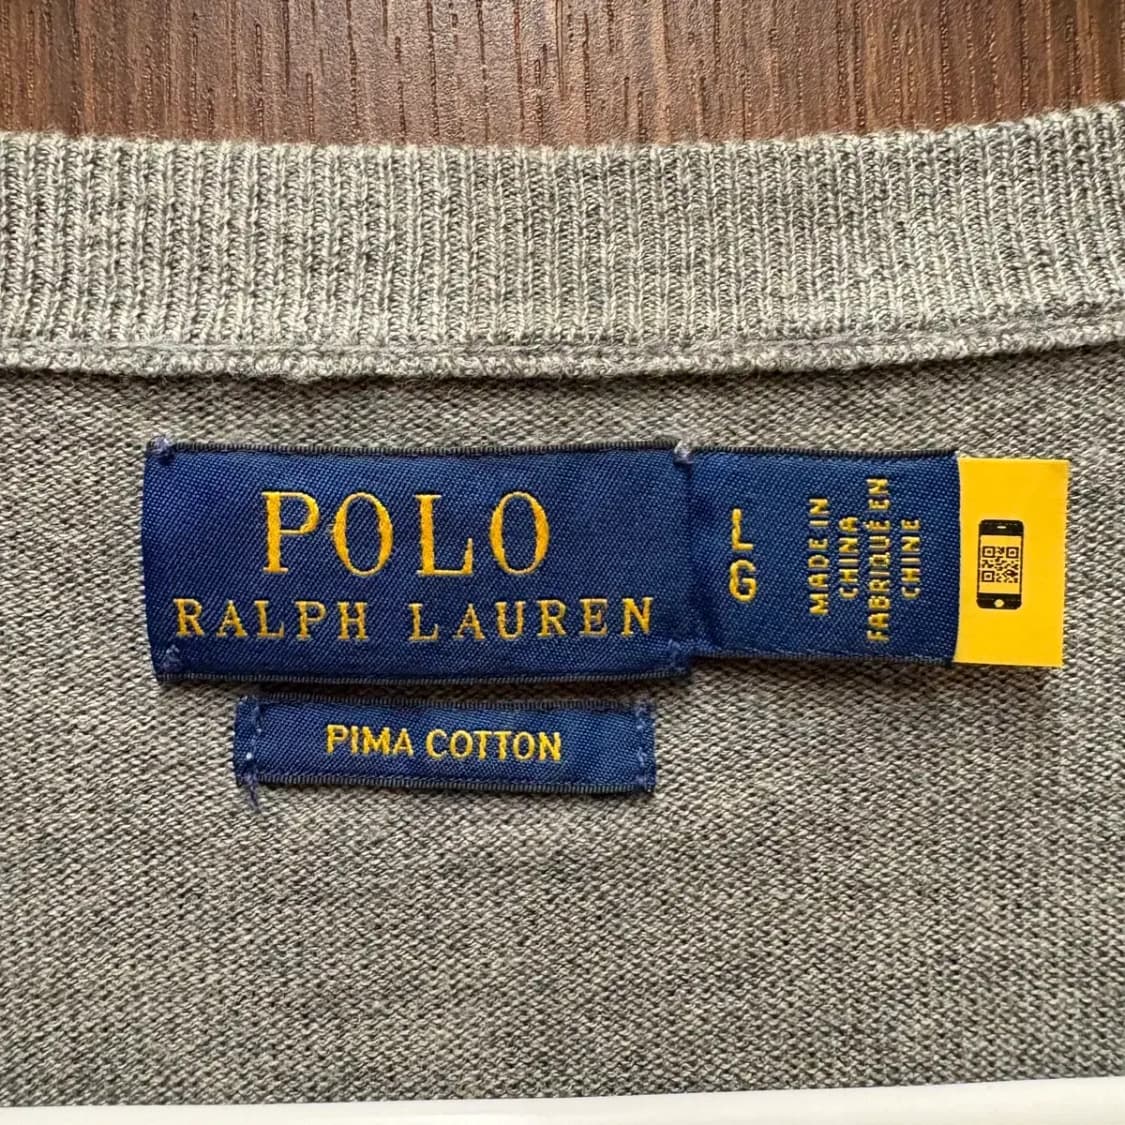 POLO
RALPH LAUREN
L
G
MADE IN
CHINA
FABRIQUÉ EN
CHINE
PIMA COTTON